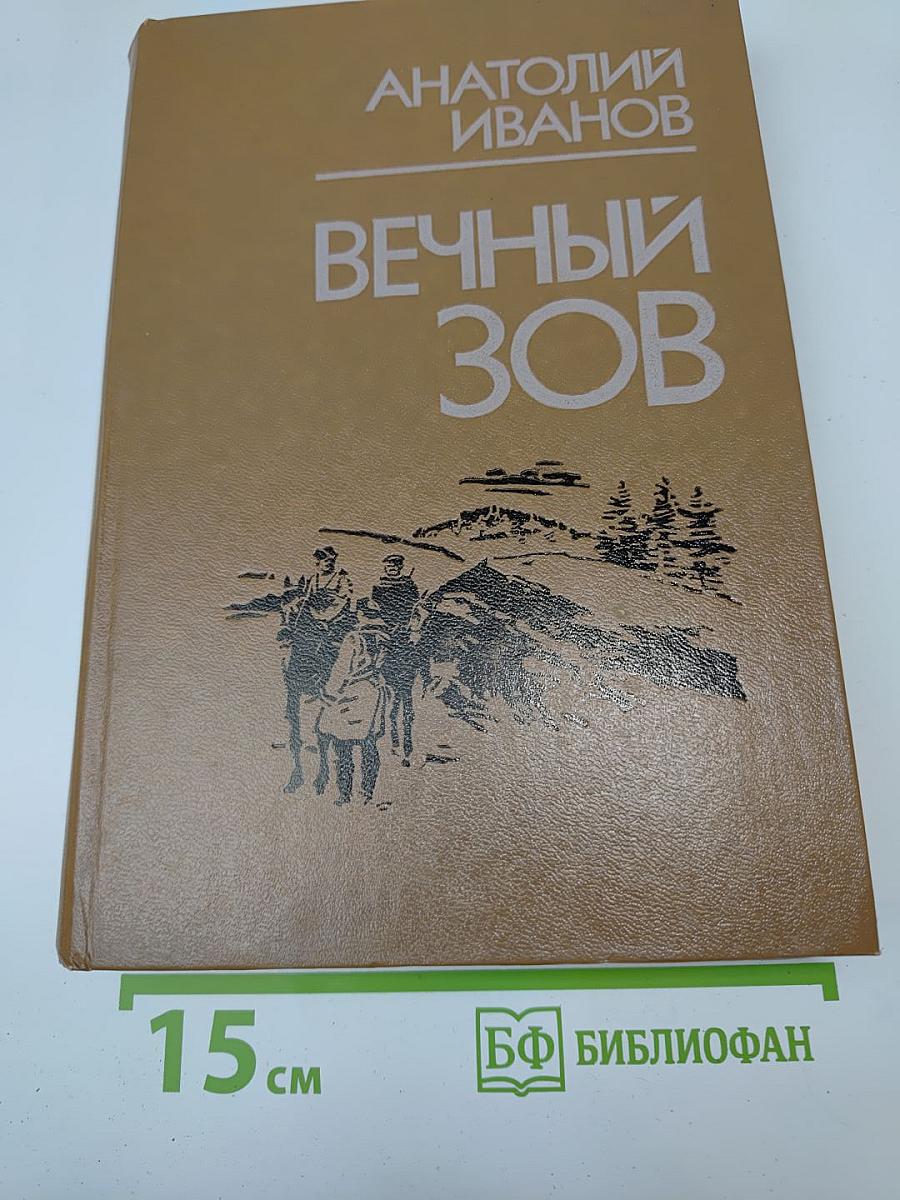 АНАТОЛИЙ
ИВАНОВ
ВЕЧНЫЙ
ЗОВ
15 см
БФ БИБЛИОФАН